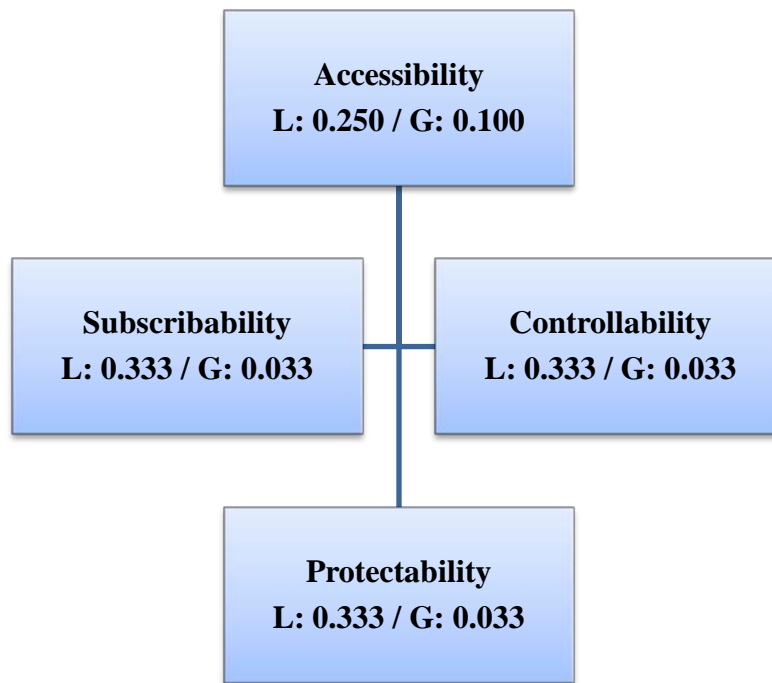 Accessibility
L: 0.250 / G: 0.100
Subscribability
L: 0.333 / G: 0.033
Controllability
L: 0.333 / G: 0.033
Protectability
L: 0.333 / G: 0.033